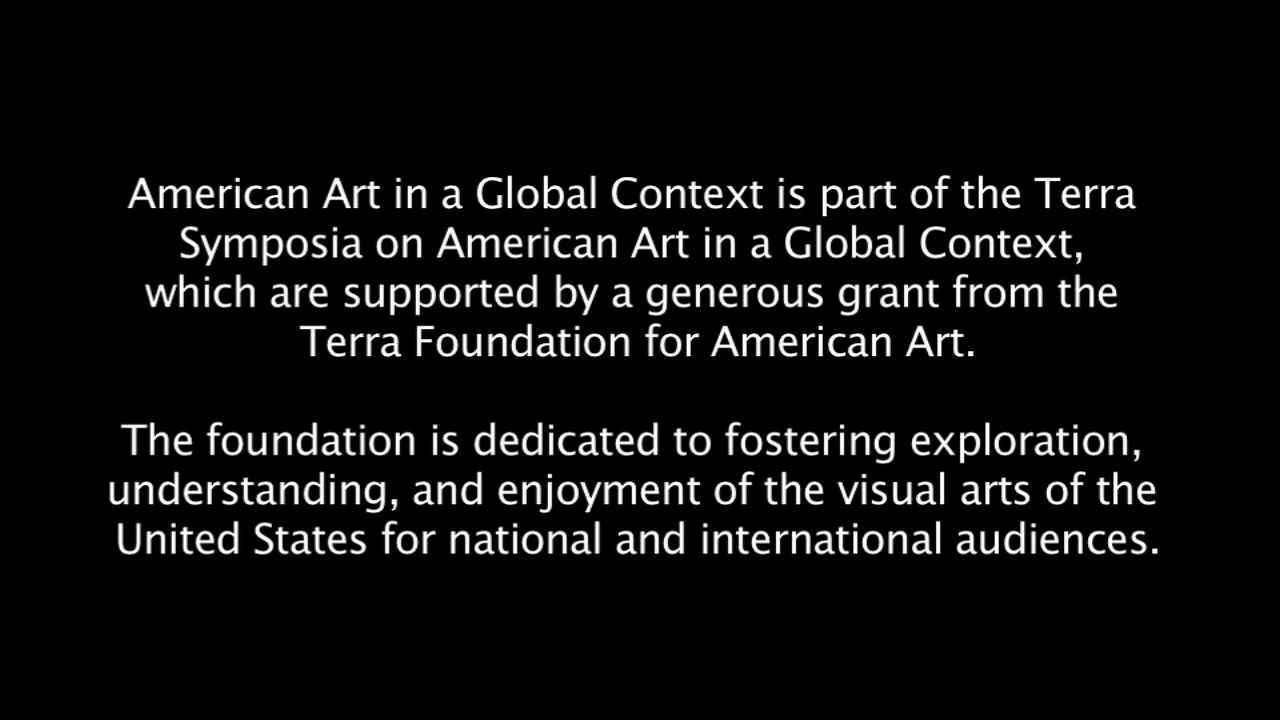 American Art in a Global Context is part of the Terra
Symposia on American Art in a Global Context,
which are supported by a generous grant from the
Terra Foundation for American Art.
The foundation is dedicated to fostering exploration,
understanding, and enjoyment of the visual arts of the
United States for national and international audiences.